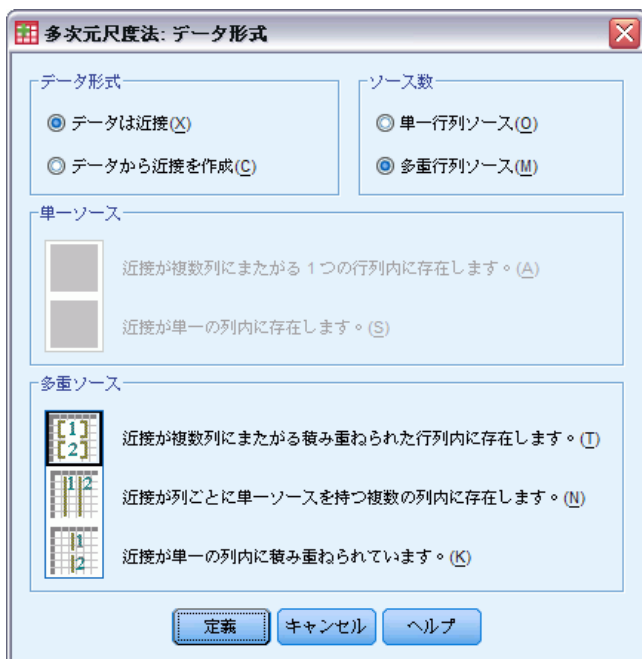 多次元尺度法: データ形式
データ形式
データは近接(X)
データから近接を作成(C)
ソース数
単一行列ソース(O)
多重行列ソース(M)
単一ソース
近接が複数列にまたがる 1 つの行列内に存在します。(A)
近接が単一の列内に存在します。(S)
多重ソース
[1]
[2]
近接が複数列にまたがる積み重ねられた行列内に存在します。(T)
1 2
近接が列ごとに単一ソースを持つ複数の列内に存在します。(N)
1
2
近接が単一の列内に積み重ねられています。(K)
定義
キャンセル
ヘルプ